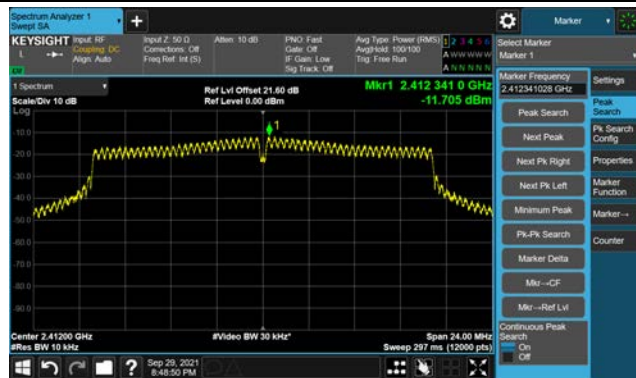 Spectrum Analyzer 1
Swept SA
Marker
KEYSIGHT
Input: RF
Coupling: DC
Align: Auto
Input Z: 50 Ω
Corrections: Off
Freq Ref: Int (S)
Atten: 10 dB
PNO: Fast
Gate: Off
IF Gain: Low
Sig Track: Off
Avg Type: Power (RMS)
Avg|Hold: 100/100
Trig: Free Run
1 2 3 4 5 6
A W W W W W
A N N N N N
Select Marker
Marker 1
LV
1 Spectrum
Scale/Div 10 dB
Log
Ref Lvl Offset 21.60 dB
Ref Level 0.00 dBm
Mkr1 2.412 341 0 GHz
-11.705 dBm
1
-10.0
-20.0
-30.0
-40.0
-50.0
-60.0
-70.0
-80.0
-90.0
Center 2.41200 GHz
#Res BW 10 kHz
#Video BW 30 kHz*
Span 24.00 MHz
Sweep 297 ms (12000 pts)
Marker Frequency
2.412341028 GHz
Peak Search
Next Peak
Next Pk Right
Next Pk Left
Minimum Peak
Pk-Pk Search
Marker Delta
Mkr→CF
Mkr→Ref Lvl
Continuous Peak
Search
On
Off
Settings
Peak
Search
Pk Search
Config
Properties
Marker
Function
Marker→
Counter
?
Sep 29, 2021
8:48:50 PM